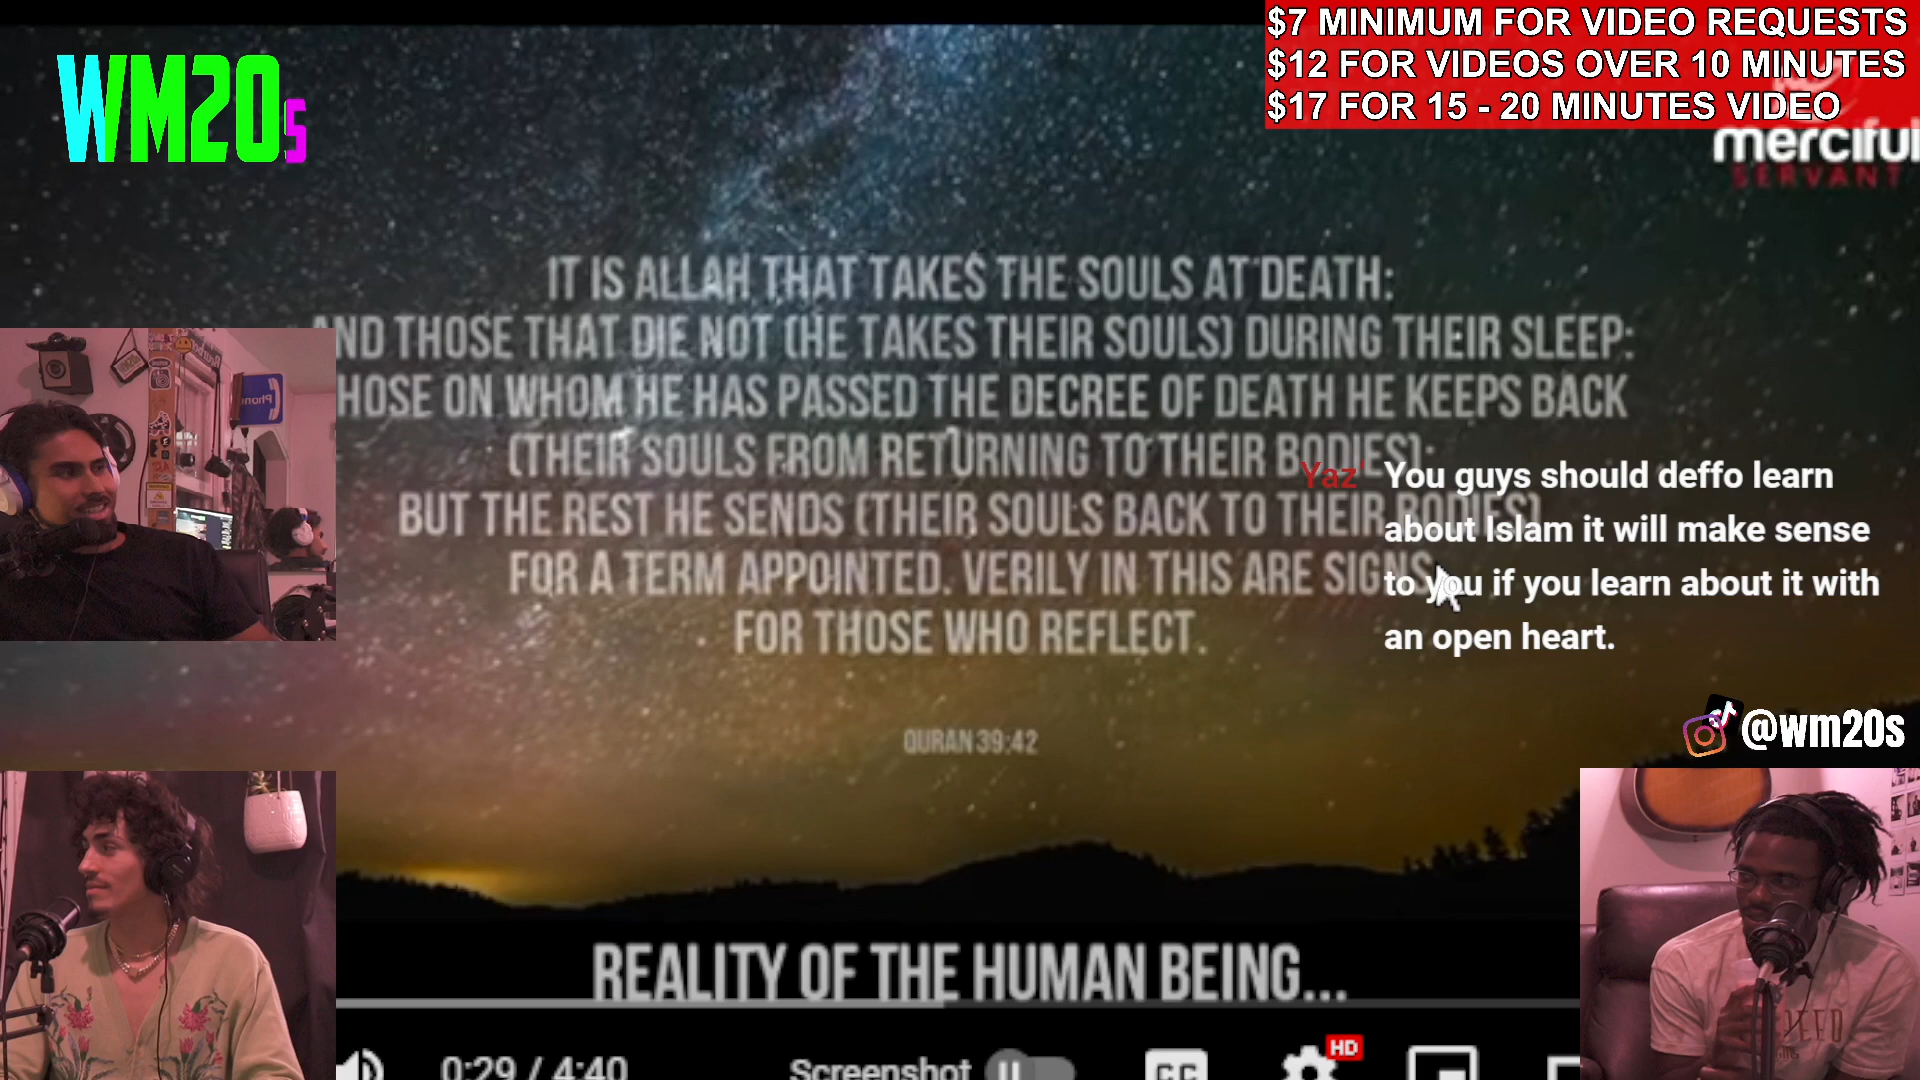 $7 MINIMUM FOR VIDEO REQUESTS
$12 FOR VIDEOS OVER 10 MINUTES
$17 FOR 15 - 20 MINUTES VIDEO
WM20s
merciful
SERVANT
IT IS ALLAH THAT TAKES THE SOULS AT DEATH:
AND THOSE THAT DIE NOT (HE TAKES THEIR SOULS) DURING THEIR SLEEP:
HOSE ON WHOM HE HAS PASSED THE DECREE OF DEATH HE KEEPS BACK
(THEIR SOULS FROM RETURNING TO THEIR BODIES):
BUT THE REST HE SENDS (THEIR SOULS BACK TO THEIR BODIES)
FOR A TERM APPOINTED. VERILY IN THIS ARE SIGNS
FOR THOSE WHO REFLECT.
QURAN 39:42
Yaz' You guys should deffo learn
about Islam it will make sense
to you if you learn about it with
an open heart.
@wm20s
REALITY OF THE HUMAN BEING...
0:29 / 4:40
Screenshot
CC
HD